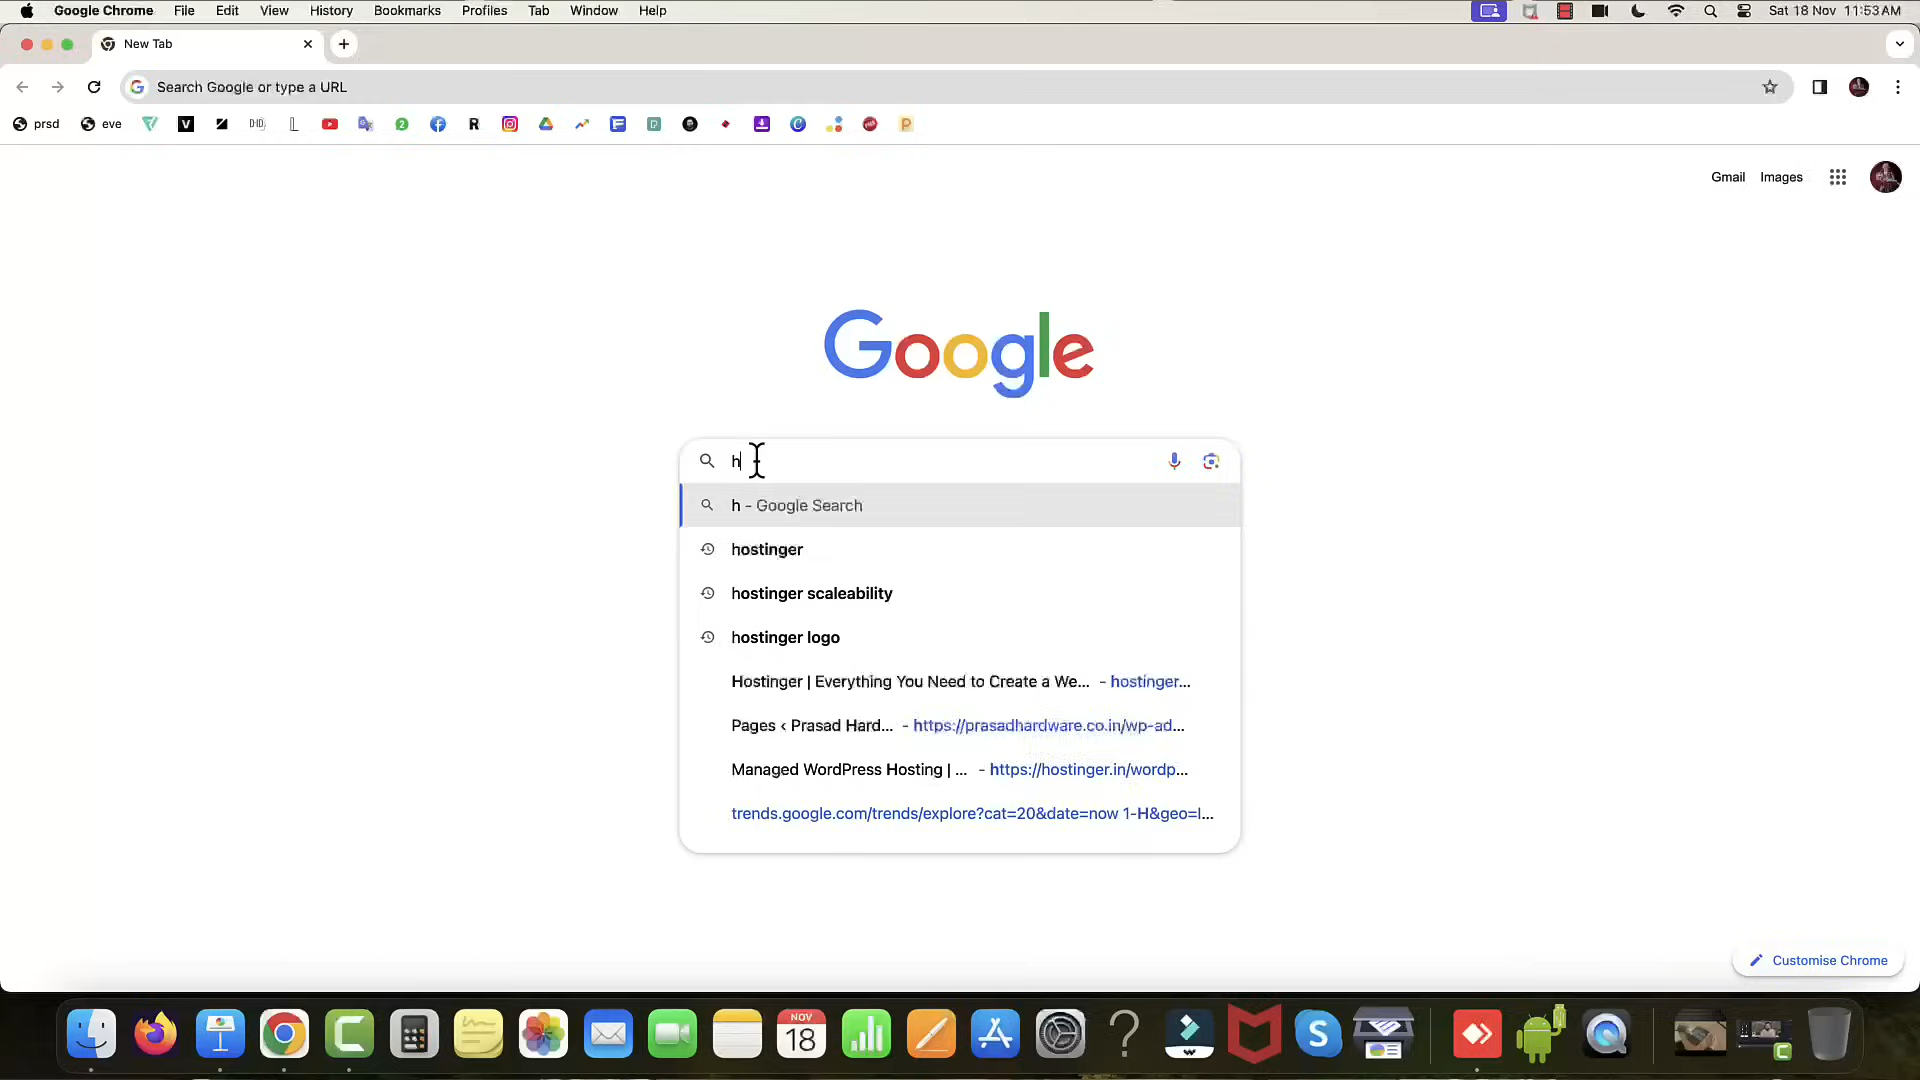 Google Chrome File Edit View History Bookmarks Profiles Tab Window Help Sat 18 Nov 11:53 AM
New Tab
Search Google or type a URL
prsd eve
Gmail Images
Google
h
h - Google Search
hostinger
hostinger scaleability
hostinger logo
Hostinger | Everything You Need to Create a We... - hostinger...
Pages ‹ Prasad Hard... - https://prasadhardware.co.in/wp-ad...
Managed WordPress Hosting | ... - https://hostinger.in/wordp...
trends.google.com/trends/explore?cat=20&date=now 1-H&geo=I...
Customise Chrome
NOV
18